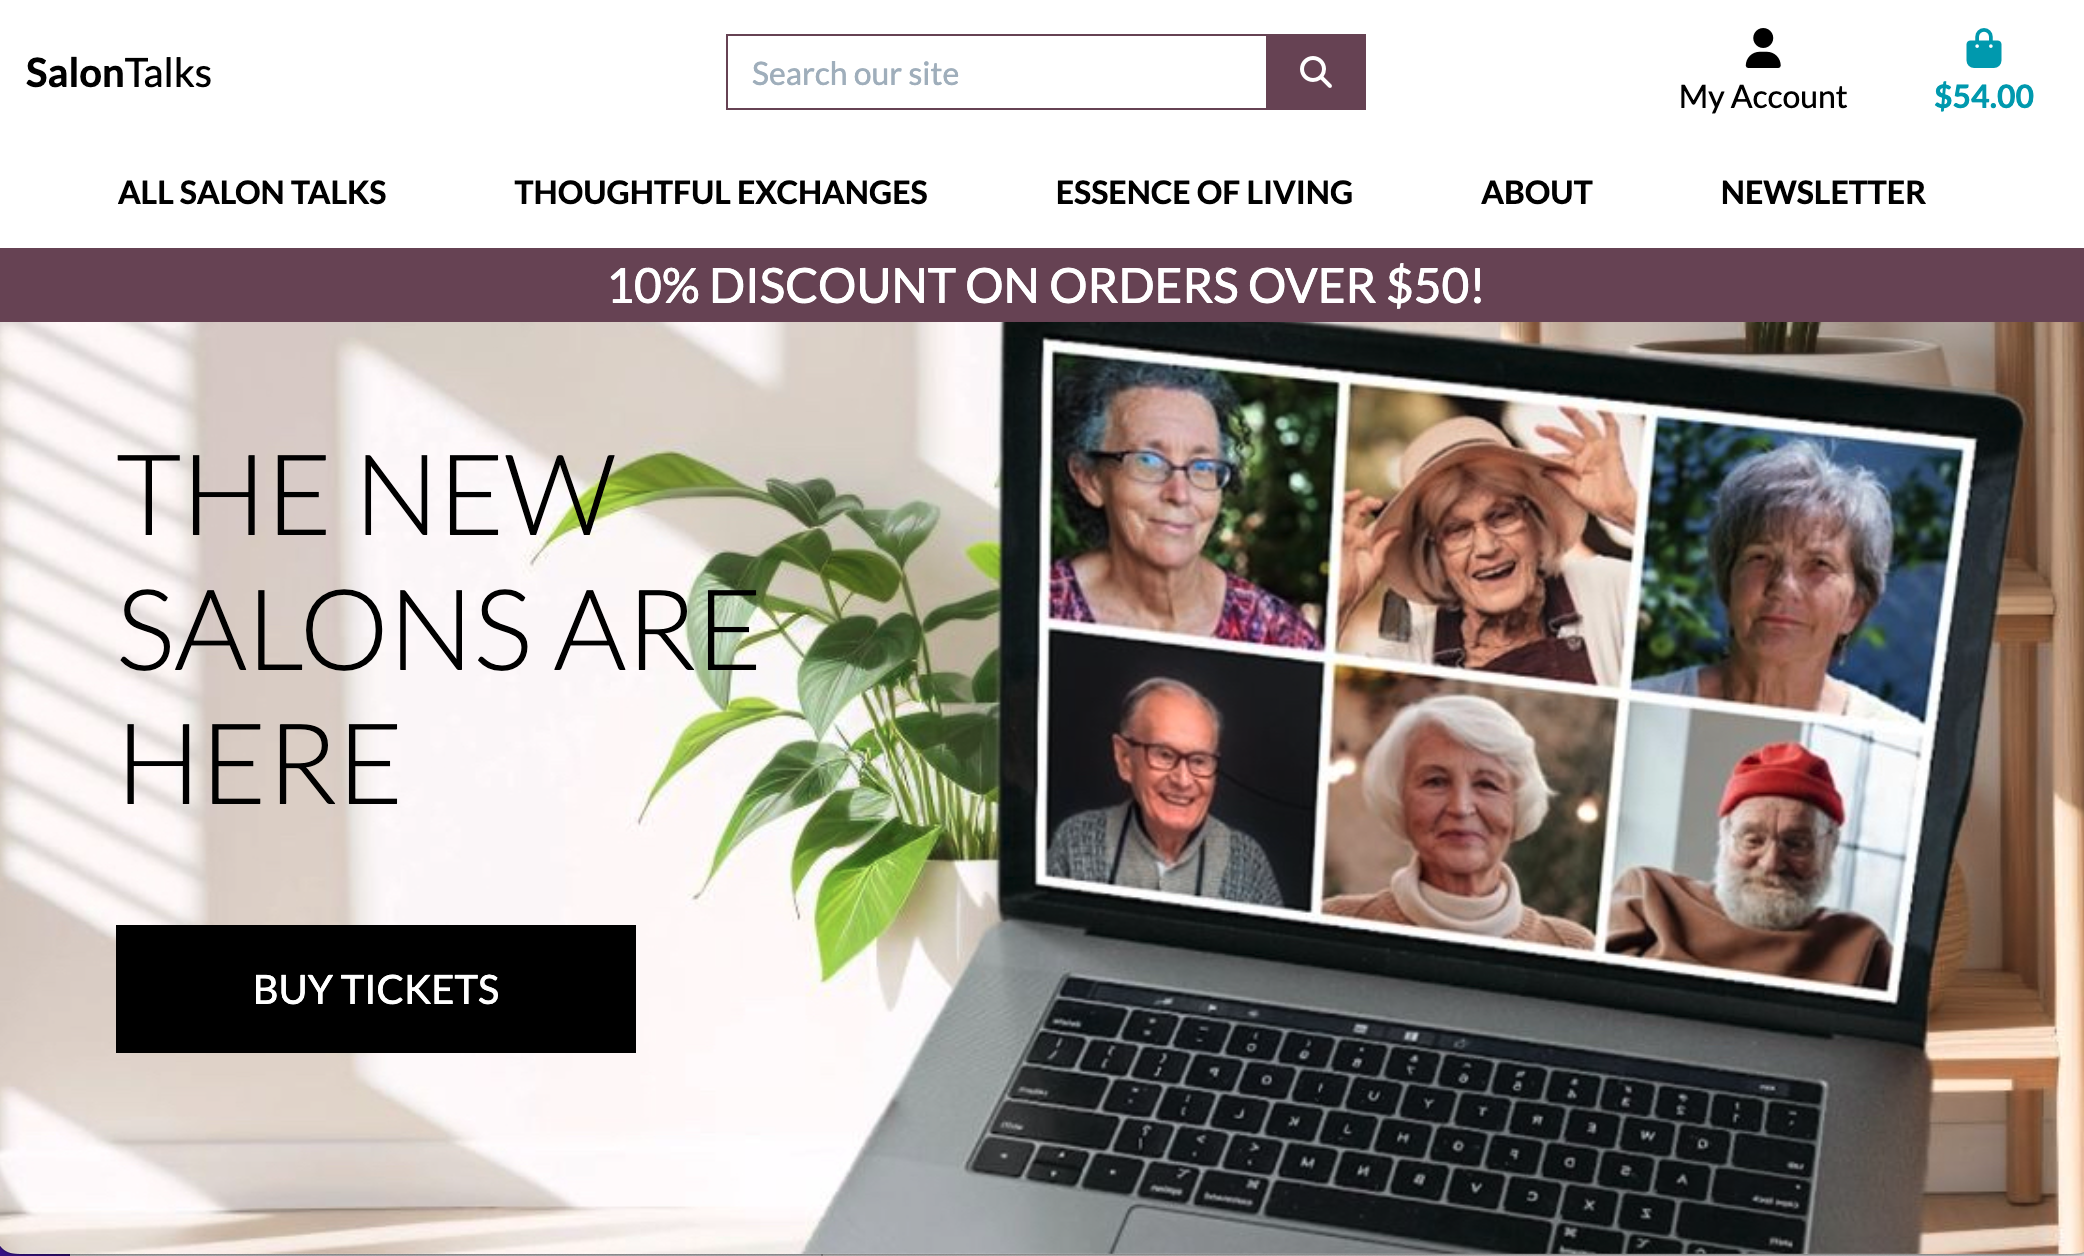 SalonTalks
Search our site
My Account
$54.00
ALL SALON TALKS
THOUGHTFUL EXCHANGES
ESSENCE OF LIVING
ABOUT
NEWSLETTER
10% DISCOUNT ON ORDERS OVER $50!
THE NEW
SALONS ARE
HERE
BUY TICKETS